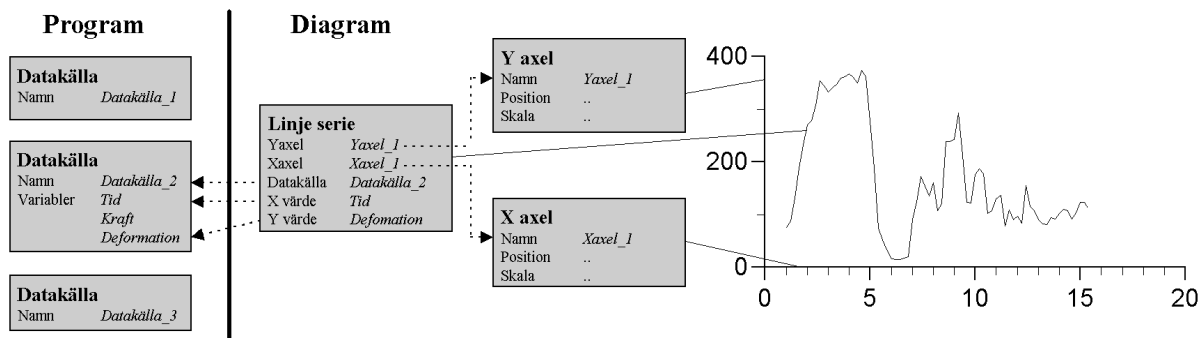 Program
Diagram
Datakälla
Namn Datakälla_1
Datakälla
Namn Datakälla_2
Variabler Tid
Kraft
Deformation
Datakälla
Namn Datakälla_3
Linje serie
Yaxel Yaxel_1
Xaxel Xaxel_1
Datakälla Datakälla_2
X värde Tid
Y värde Defomation
Y axel
Namn Yaxel_1
Position ..
Skala ..
X axel
Namn Xaxel_1
Position ..
Skala ..
400
200
0
0 5 10 15 20